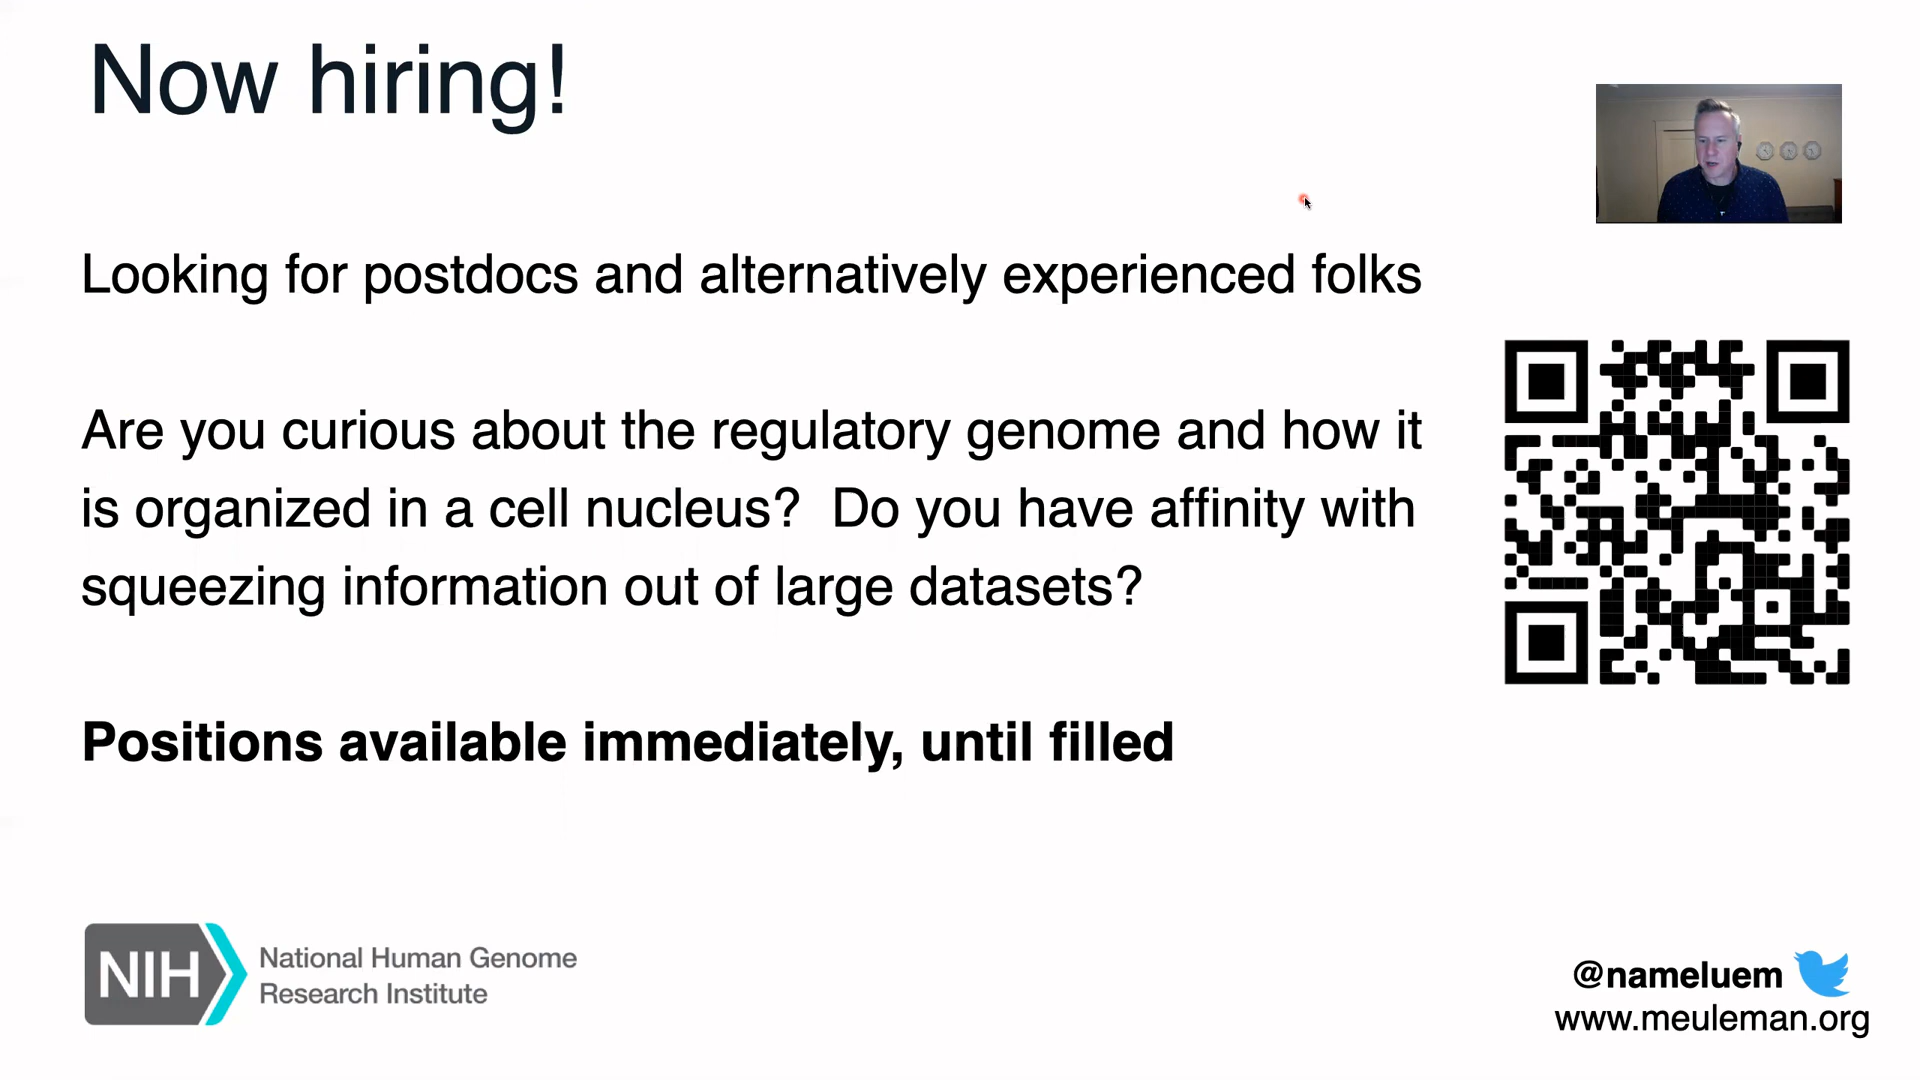 Now hiring!
Looking for postdocs and alternatively experienced folks
Are you curious about the regulatory genome and how it
is organized in a cell nucleus?  Do you have affinity with
squeezing information out of large datasets?
Positions available immediately, until filled
NIH
National Human Genome
Research Institute
@nameluem
www.meuleman.org